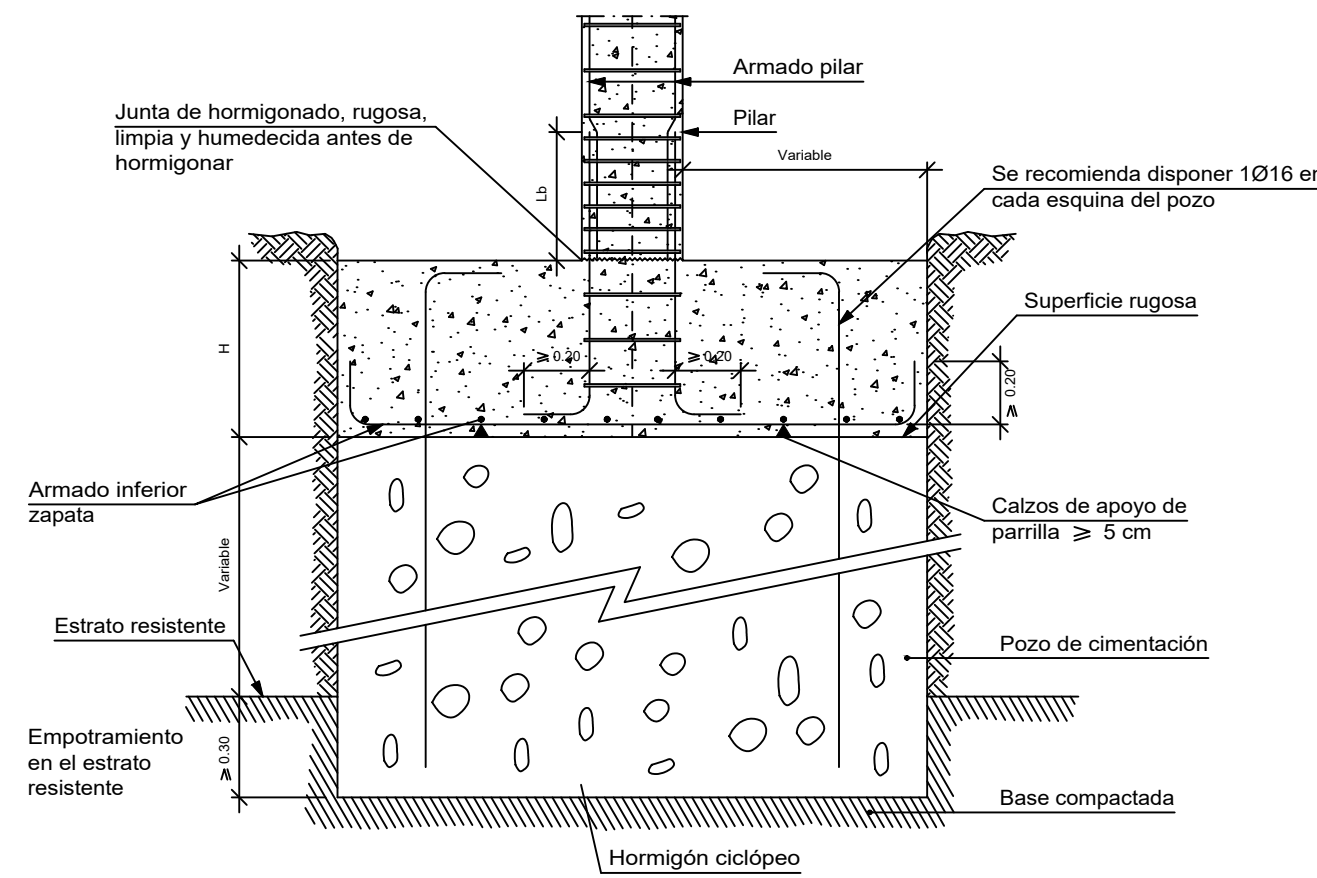 Armado pilar
Junta de hormigonado, rugosa,
limpia y humedecida antes de
hormigonar
Pilar
Variable
Se recomienda disponer 1Ø16 en
cada esquina del pozo
Lb
Superficie rugosa
H
⩾ 0.20
⩾ 0.20
⩾ 0.20
Armado inferior
zapata
Calzos de apoyo de
parrilla ⩾ 5 cm
Variable
Estrato resistente
Pozo de cimentación
Empotramiento
en el estrato
resistente
⩾ 0.30
Base compactada
Hormigón ciclópeo